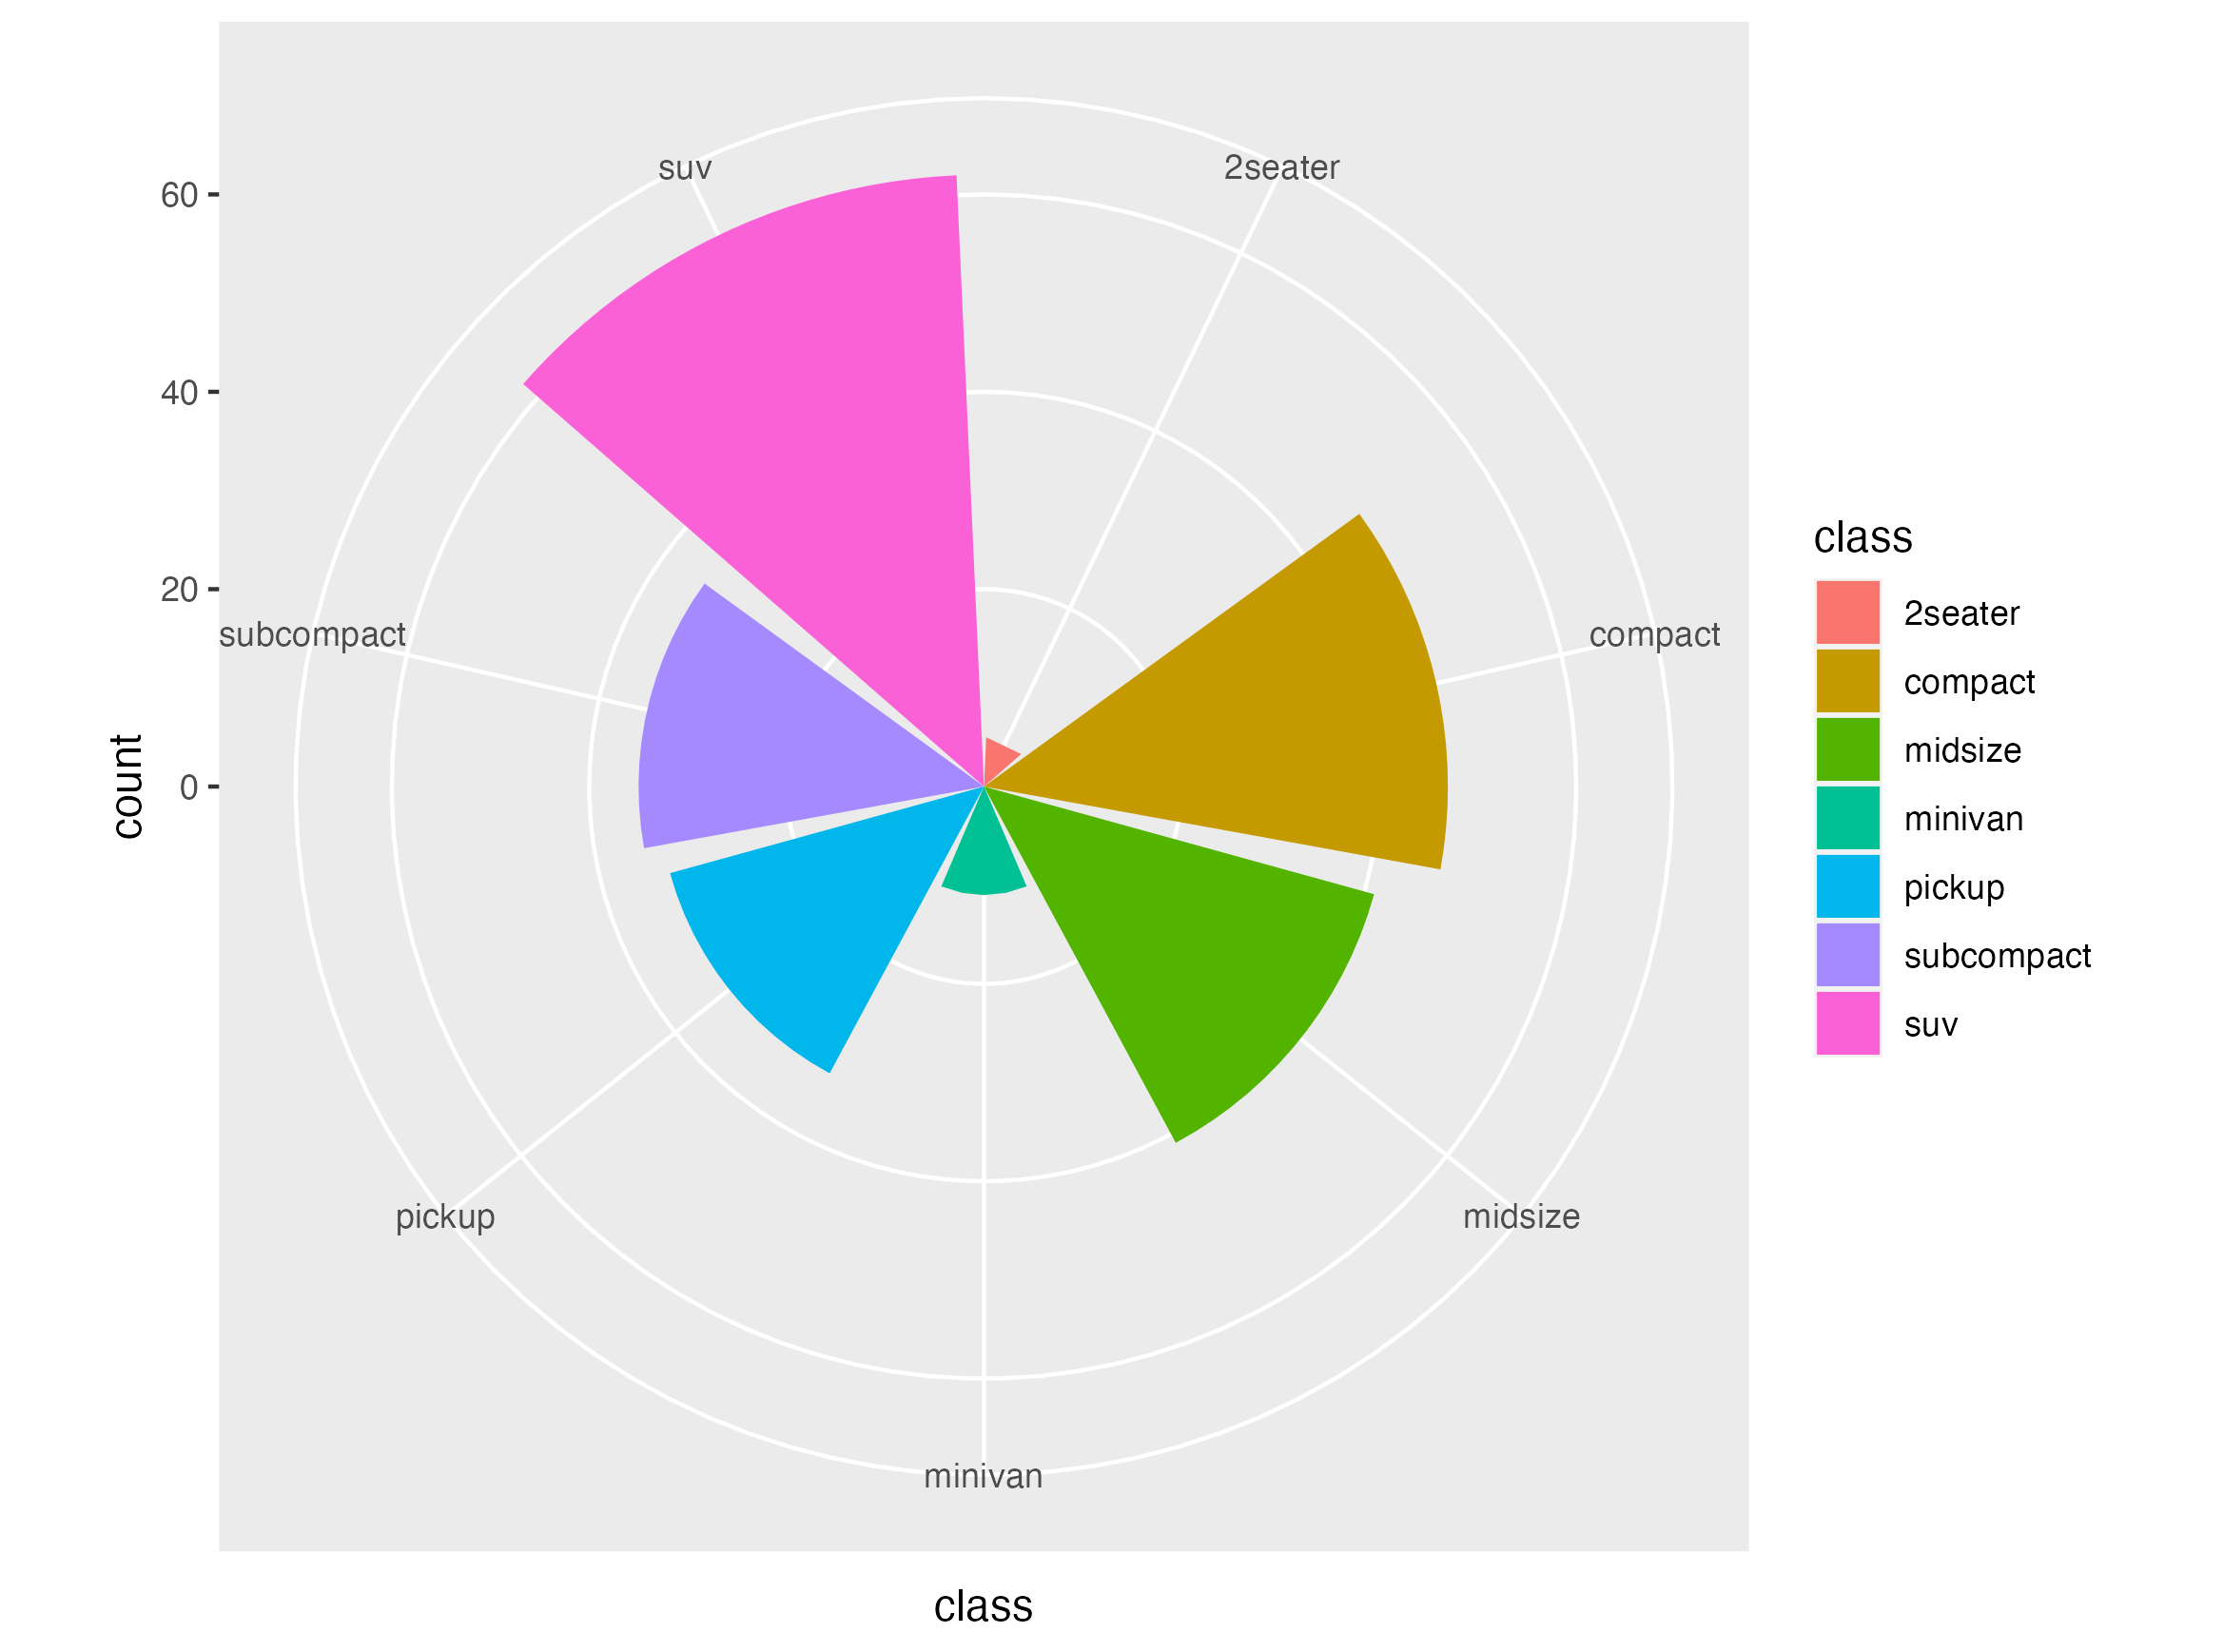 suv
2seater
60
40
20
subcompact
compact
count
0
pickup
midsize
minivan
class
class
2seater
compact
midsize
minivan
pickup
subcompact
suv